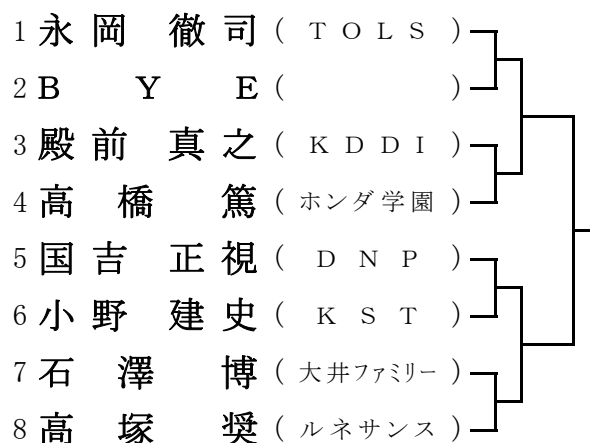 1 永岡 徹司 ( TOLS )
2 B Y E ( )
3 殿前 真之 ( KDDI )
4 高橋 篤 ( ホンダ学園 )
5 国吉 正視 ( DNP )
6 小野 建史 ( KST )
7 石澤 博 ( 大井ファミリー )
8 高塚 奨 ( ルネサンス )